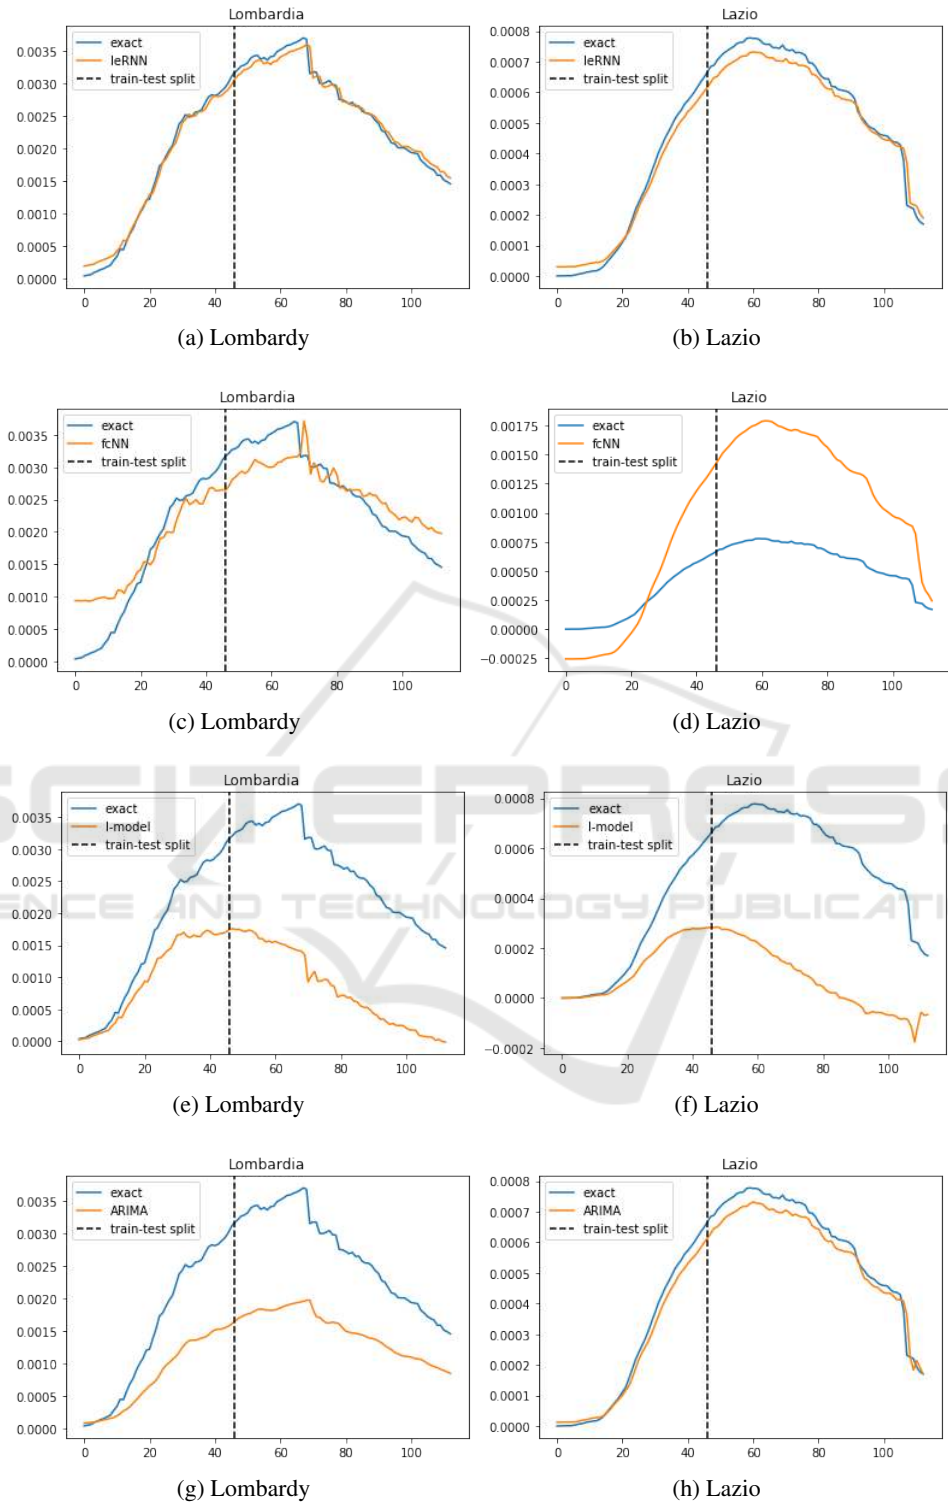 Lombardia
Lazio
exact
leRNN
train-test split
0.0035
0.0030
0.0025
0.0020
0.0015
0.0010
0.0005
0.0000
0 20 40 60 80 100
exact
leRNN
train-test split
0.0008
0.0007
0.0006
0.0005
0.0004
0.0003
0.0002
0.0001
0.0000
0 20 40 60 80 100
(a) Lombardy
(b) Lazio
Lombardia
Lazio
exact
fcNN
train-test split
0.0035
0.0030
0.0025
0.0020
0.0015
0.0010
0.0005
0.0000
0 20 40 60 80 100
exact
fcNN
train-test split
0.00175
0.00150
0.00125
0.00100
0.00075
0.00050
0.00025
0.00000
−0.00025
0 20 40 60 80 100
(c) Lombardy
(d) Lazio
Lombardia
Lazio
exact
l-model
train-test split
0.0035
0.0030
0.0025
0.0020
0.0015
0.0010
0.0005
0.0000
0 20 40 60 80 100
exact
l-model
train-test split
0.0008
0.0006
0.0004
0.0002
0.0000
−0.0002
0 20 40 60 80 100
SCITEPRESS
ENCE AND TECHNOLOGY PUBLICATI
(e) Lombardy
(f) Lazio
Lombardia
Lazio
exact
ARIMA
train-test split
0.0035
0.0030
0.0025
0.0020
0.0015
0.0010
0.0005
0.0000
0 20 40 60 80 100
exact
ARIMA
train-test split
0.0008
0.0007
0.0006
0.0005
0.0004
0.0003
0.0002
0.0001
0.0000
0 20 40 60 80 100
(g) Lombardy
(h) Lazio